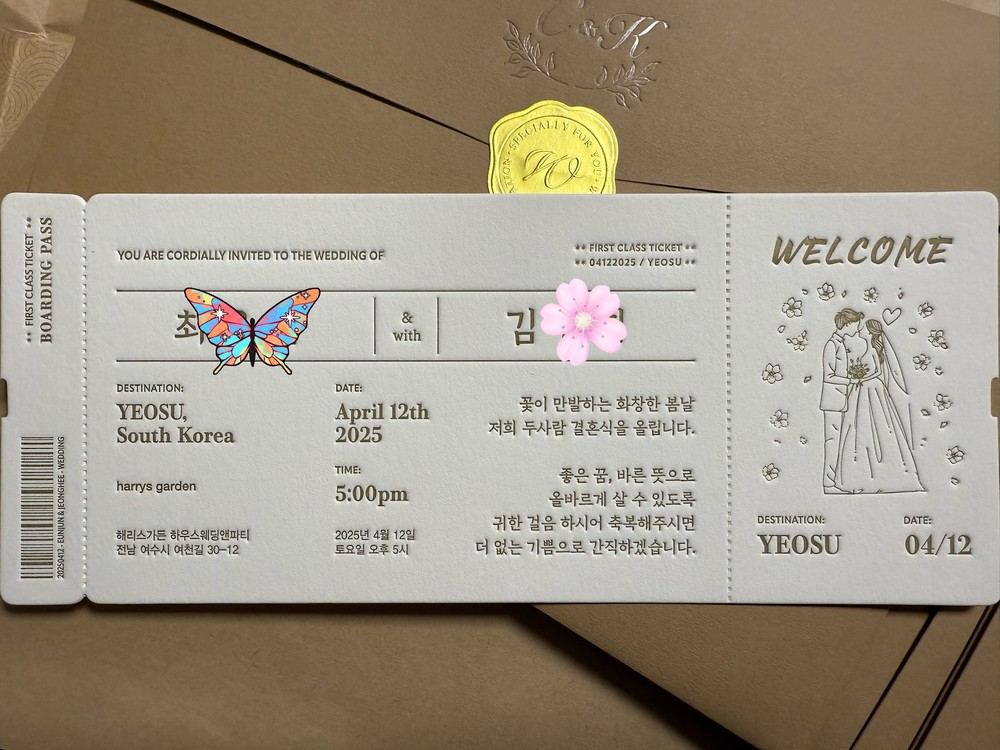 C & K
SPECIALLY FOR YOU
W
** FIRST CLASS TICKET **
BOARDING PASS
20250412 - EUNJUN & JEONGHEE - WEDDING
YOU ARE CORDIALLY INVITED TO THE WEDDING OF
** FIRST CLASS TICKET **
** 04122025 / YEOSU **
최
&
with
김
DESTINATION:
YEOSU,
South Korea
harrys garden
해리스가든 하우스웨딩앤파티
전남 여수시 여천길 30-12
DATE:
April 12th
2025
TIME:
5:00pm
2025년 4월 12일
토요일 오후 5시
꽃이 만발하는 화창한 봄날
저희 두사람 결혼식을 올립니다.
좋은 꿈, 바른 뜻으로
올바르게 살 수 있도록
귀한 걸음 하시어 축복해주시면
더 없는 기쁨으로 간직하겠습니다.
WELCOME
DESTINATION:
YEOSU
DATE:
04/12